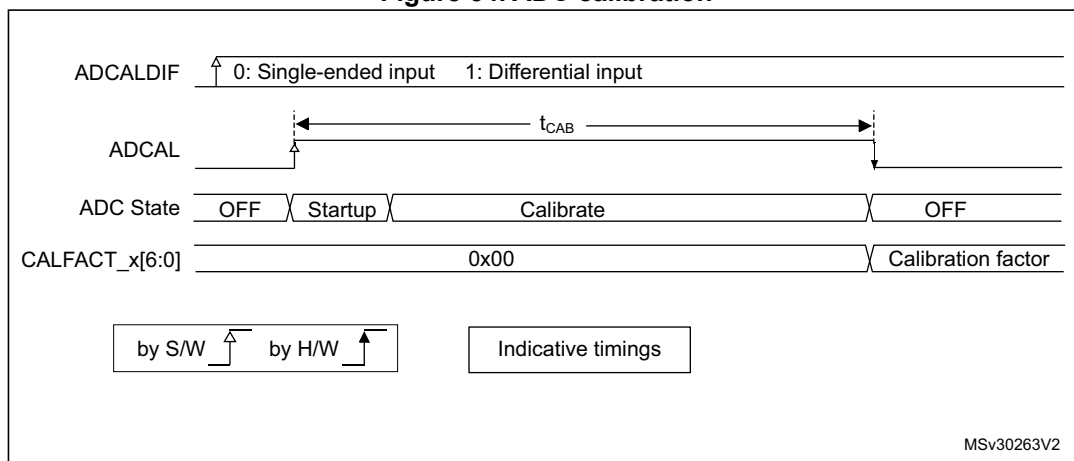 ADCALDIF 0: Single-ended input 1: Differential input
tCAB
ADCAL
ADC State OFF Startup Calibrate OFF
CALFACT_x[6:0] 0x00 Calibration factor
by S/W by H/W Indicative timings
MSv30263V2